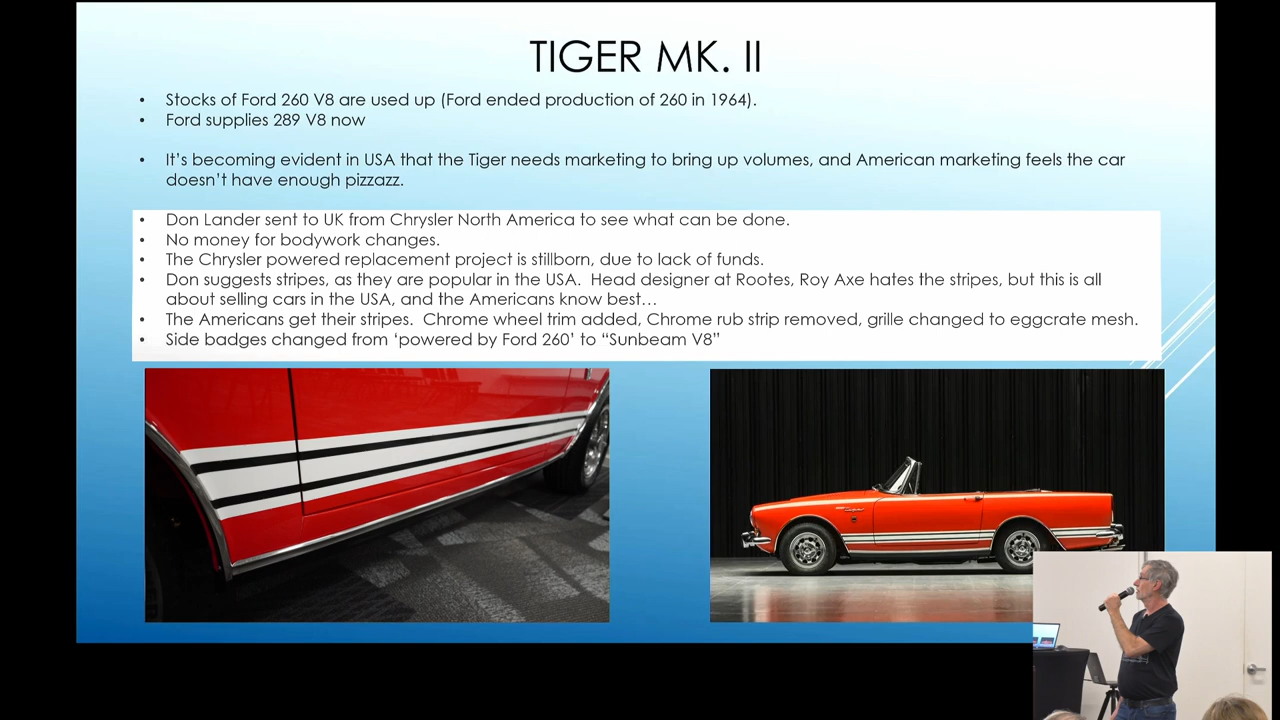 TIGER MK. II
• Stocks of Ford 260 V8 are used up (Ford ended production of 260 in 1964).
• Ford supplies 289 V8 now
• It's becoming evident in USA that the Tiger needs marketing to bring up volumes, and American marketing feels the car
doesn't have enough pizzazz.
• Don Lander sent to UK from Chrysler North America to see what can be done.
• No money for bodywork changes.
• The Chrysler powered replacement project is stillborn, due to lack of funds.
• Don suggests stripes, as they are popular in the USA.  Head designer at Rootes, Roy Axe hates the stripes, but this is all
about selling cars in the USA, and the Americans know best…
• The Americans get their stripes.  Chrome wheel trim added, Chrome rub strip removed, grille changed to eggcrate mesh.
• Side badges changed from ‘powered by Ford 260’ to “Sunbeam V8”